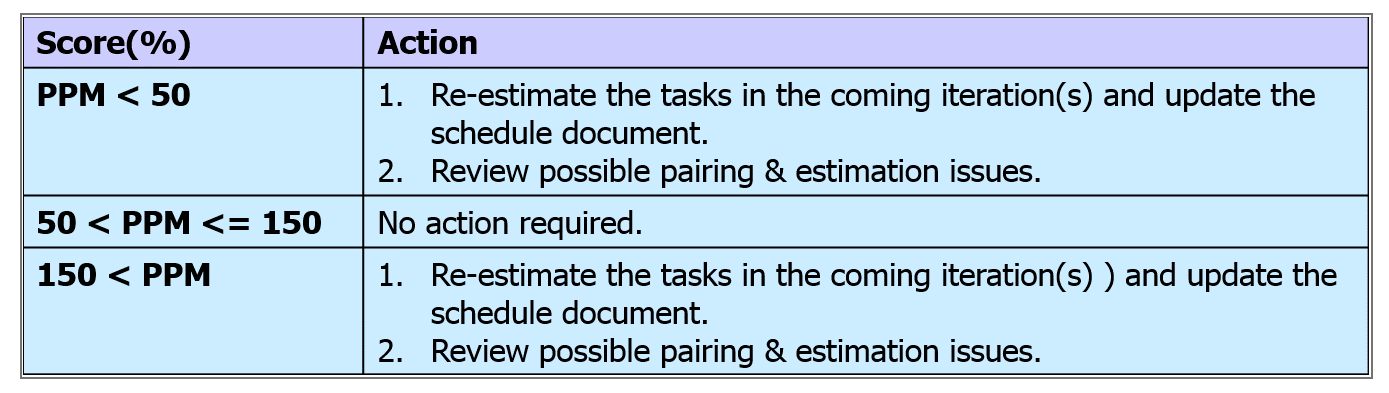 Score(%)
Action
PPM < 50
1. Re-estimate the tasks in the coming iteration(s) and update the
schedule document.
2. Review possible pairing & estimation issues.
50 < PPM <= 150
No action required.
150 < PPM
1. Re-estimate the tasks in the coming iteration(s) ) and update the
schedule document.
2. Review possible pairing & estimation issues.